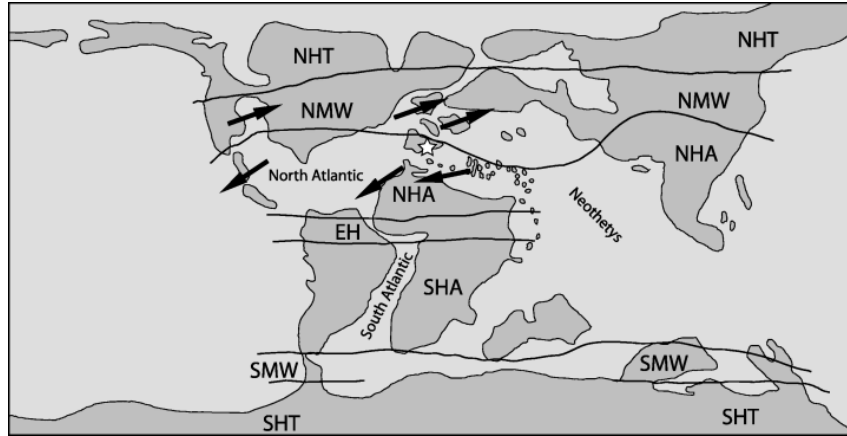 NHT
NHT
NMW
NMW
North Atlantic
NHA
NHA
Neothetys
EH
South Atlantic
SHA
SMW
SMW
SHT
SHT